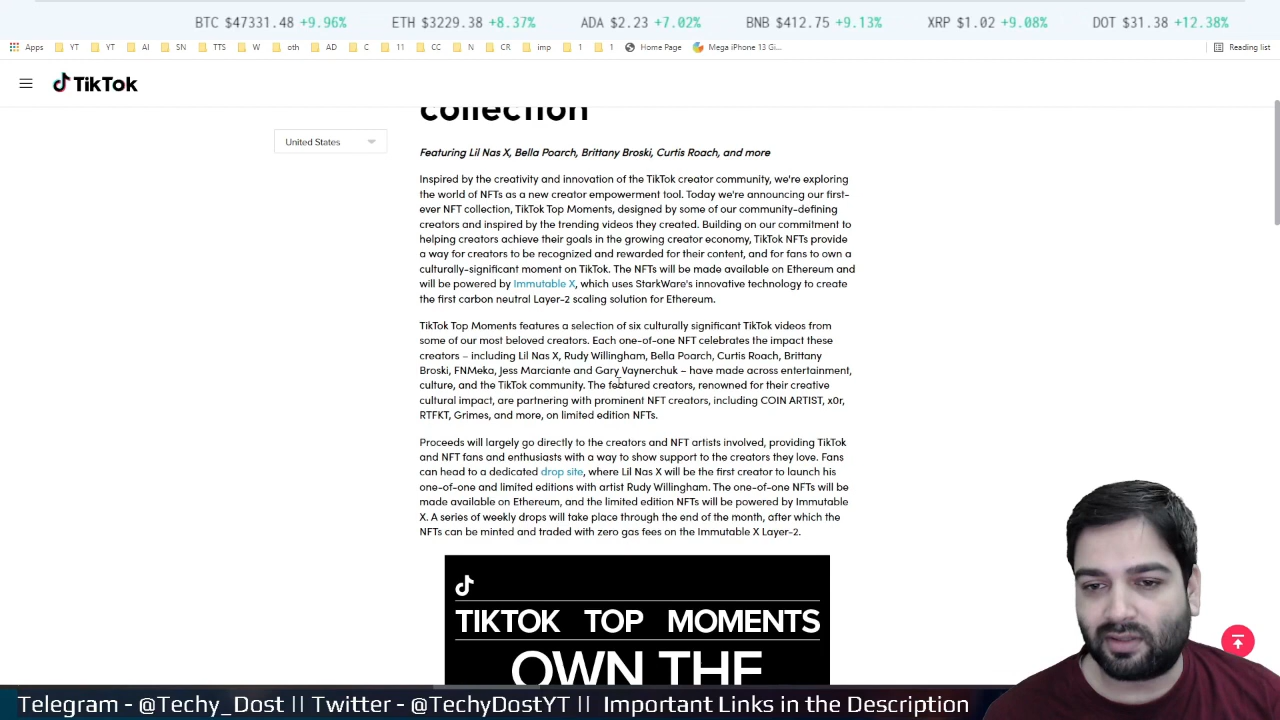 BTC $47331.48 +9.96% ETH $3229.38 +8.37% ADA $2.23 +7.02% BNB $412.75 +9.13% XRP $1.02 +9.08% DOT $31.38 +12.38%
Apps YT YT AI SN TTS W oth AD C 11 CC N CR imp 1 1 Home Page Mega iPhone 13 Gi... Reading list
TikTok
collection
United States
Featuring Lil Nas X, Bella Poarch, Brittany Broski, Curtis Roach, and more
Inspired by the creativity and innovation of the TikTok creator community, we're exploring
the world of NFTs as a new creator empowerment tool. Today we're announcing our first-
ever NFT collection, TikTok Top Moments, designed by some of our community-defining
creators and inspired by the trending videos they created. Building on our commitment to
helping creators achieve their goals in the growing creator economy, TikTok NFTs provide
a way for creators to be recognized and rewarded for their content, and for fans to own a
culturally-significant moment on TikTok. The NFTs will be made available on Ethereum and
will be powered by Immutable X, which uses StarkWare's innovative technology to create
the first carbon neutral Layer-2 scaling solution for Ethereum.
TikTok Top Moments features a selection of six culturally significant TikTok videos from
some of our most beloved creators. Each one-of-one NFT celebrates the impact these
creators – including Lil Nas X, Rudy Willingham, Bella Poarch, Curtis Roach, Brittany
Broski, FNMeka, Jess Marciante and Gary Vaynerchuk – have made across entertainment,
culture, and the TikTok community. The featured creators, renowned for their creative
cultural impact, are partnering with prominent NFT creators, including COIN ARTIST, x0r,
RTFKT, Grimes, and more, on limited edition NFTs.
Proceeds will largely go directly to the creators and NFT artists involved, providing TikTok
and NFT fans and enthusiasts with a way to show support to the creators they love. Fans
can head to a dedicated drop site, where Lil Nas X will be the first creator to launch his
one-of-one and limited editions with artist Rudy Willingham. The one-of-one NFTs will be
made available on Ethereum, and the limited edition NFTs will be powered by Immutable
X. A series of weekly drops will take place through the end of the month, after which the
NFTs can be minted and traded with zero gas fees on the Immutable X Layer-2.
TIKTOK TOP MOMENTS
OWN THE
Telegram - @Techy_Dost || Twitter - @TechyDostYT || Important Links in the Description